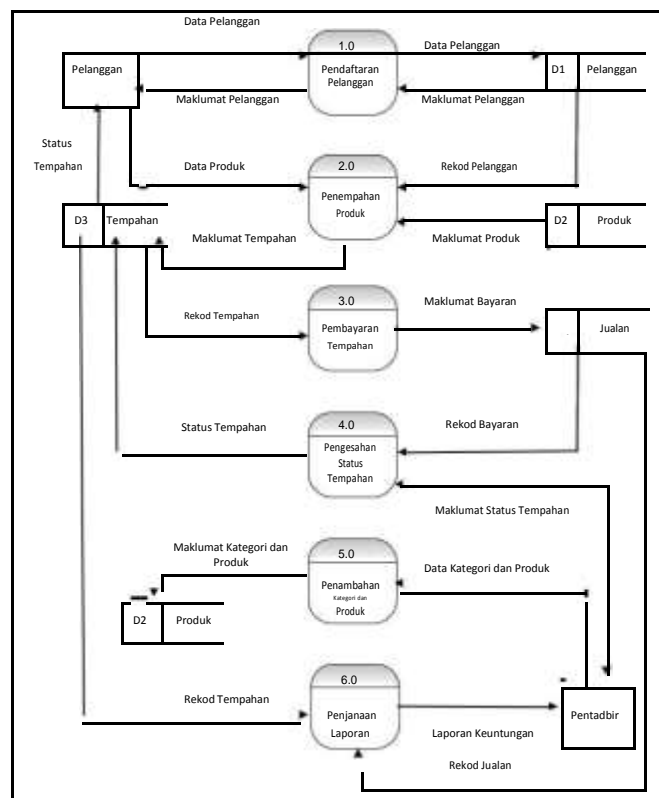 Data Pelanggan
1.0
Data Pelanggan
Pelanggan
Pendaftaran
Pelanggan
D1
Pelanggan
Maklumat Pelanggan
Maklumat Pelanggan
Status
Tempahan
Data Produk
2.0
Rekod Pelanggan
Penempahan
Produk
D3
Tempahan
D2
Produk
Maklumat Tempahan
Maklumat Produk
3.0
Maklumat Bayaran
Rekod Tempahan
Pembayaran
Tempahan
Jualan
4.0
Status Tempahan
Rekod Bayaran
Pengesahan
Status
Tempahan
Maklumat Status Tempahan
Maklumat Kategori dan
Produk
5.0
Data Kategori dan Produk
Penambahan
Kategori dan
Produk
D2
Produk
6.0
Rekod Tempahan
Penjanaan
Laporan
Pentadbir
Laporan Keuntungan
Rekod Jualan